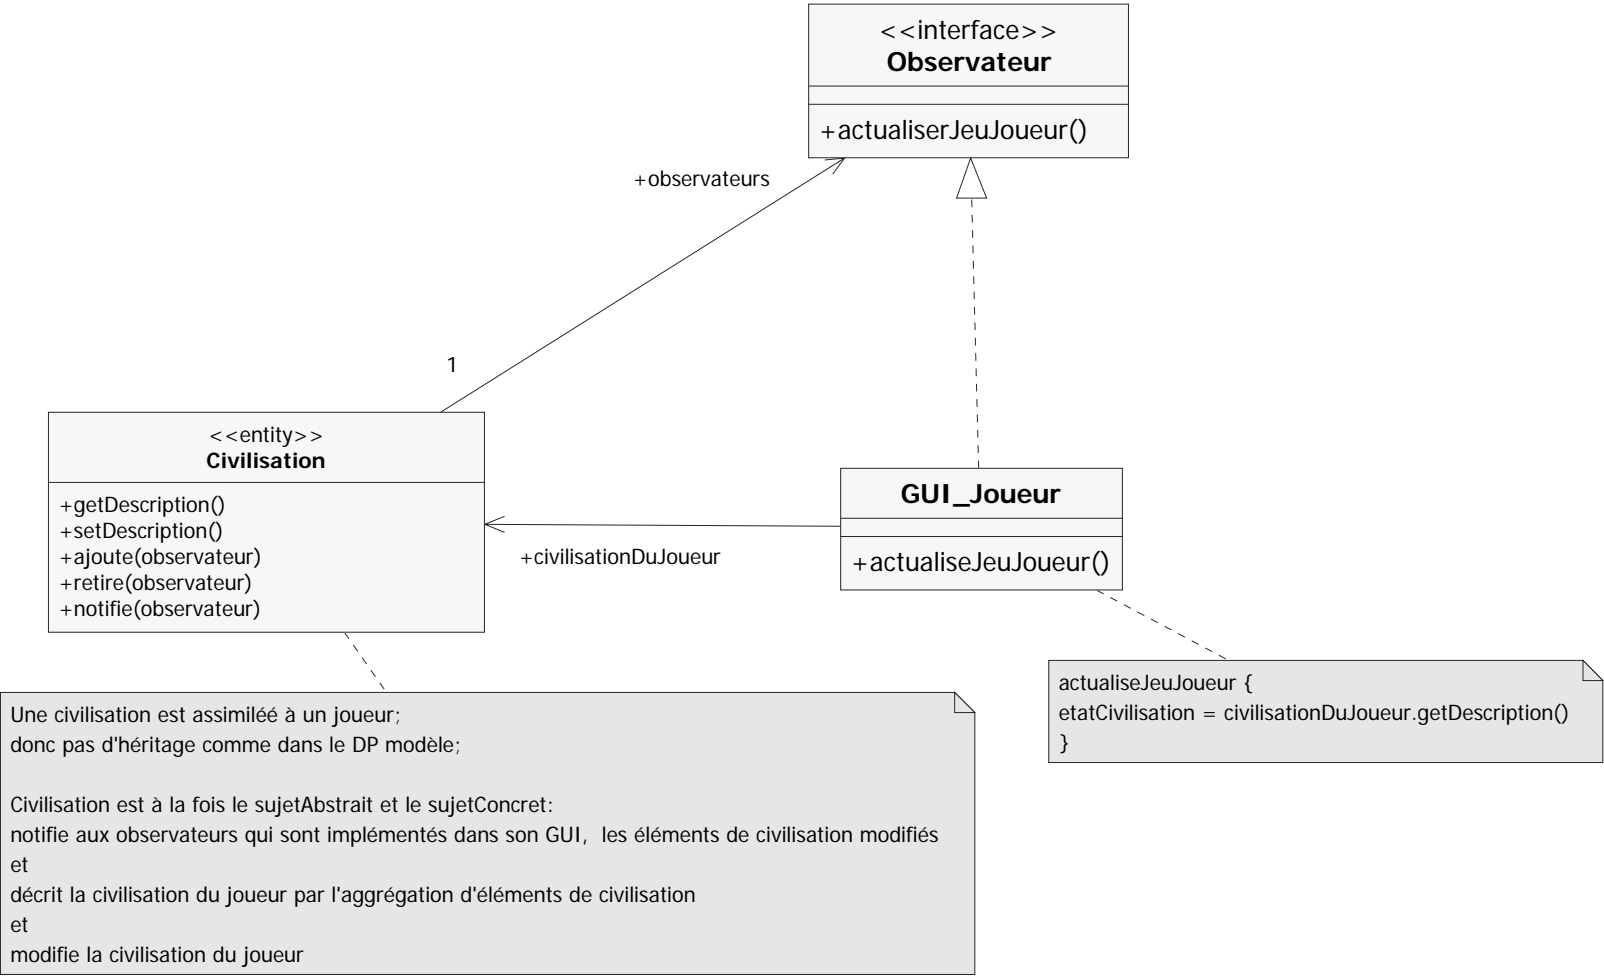 <<interface>>
Observateur
+actualiserJeuJoueur()
+observateurs
1
<<entity>>
Civilisation
+getDescription()
+setDescription()
+ajoute(observateur)
+retire(observateur)
+notifie(observateur)
+civilisationDuJoueur
GUI_Joueur
+actualiseJeuJoueur()
actualiseJeuJoueur {
etatCivilisation = civilisationDuJoueur.getDescription()
}
Une civilisation est assimiléé à un joueur;
donc pas d'héritage comme dans le DP modèle;
Civilisation est à la fois le sujetAbstrait et le sujetConcret:
notifie aux observateurs qui sont implémentés dans son GUI, les éléments de civilisation modifiés
et
décrit la civilisation du joueur par l'aggrégation d'éléments de civilisation
et
modifie la civilisation du joueur